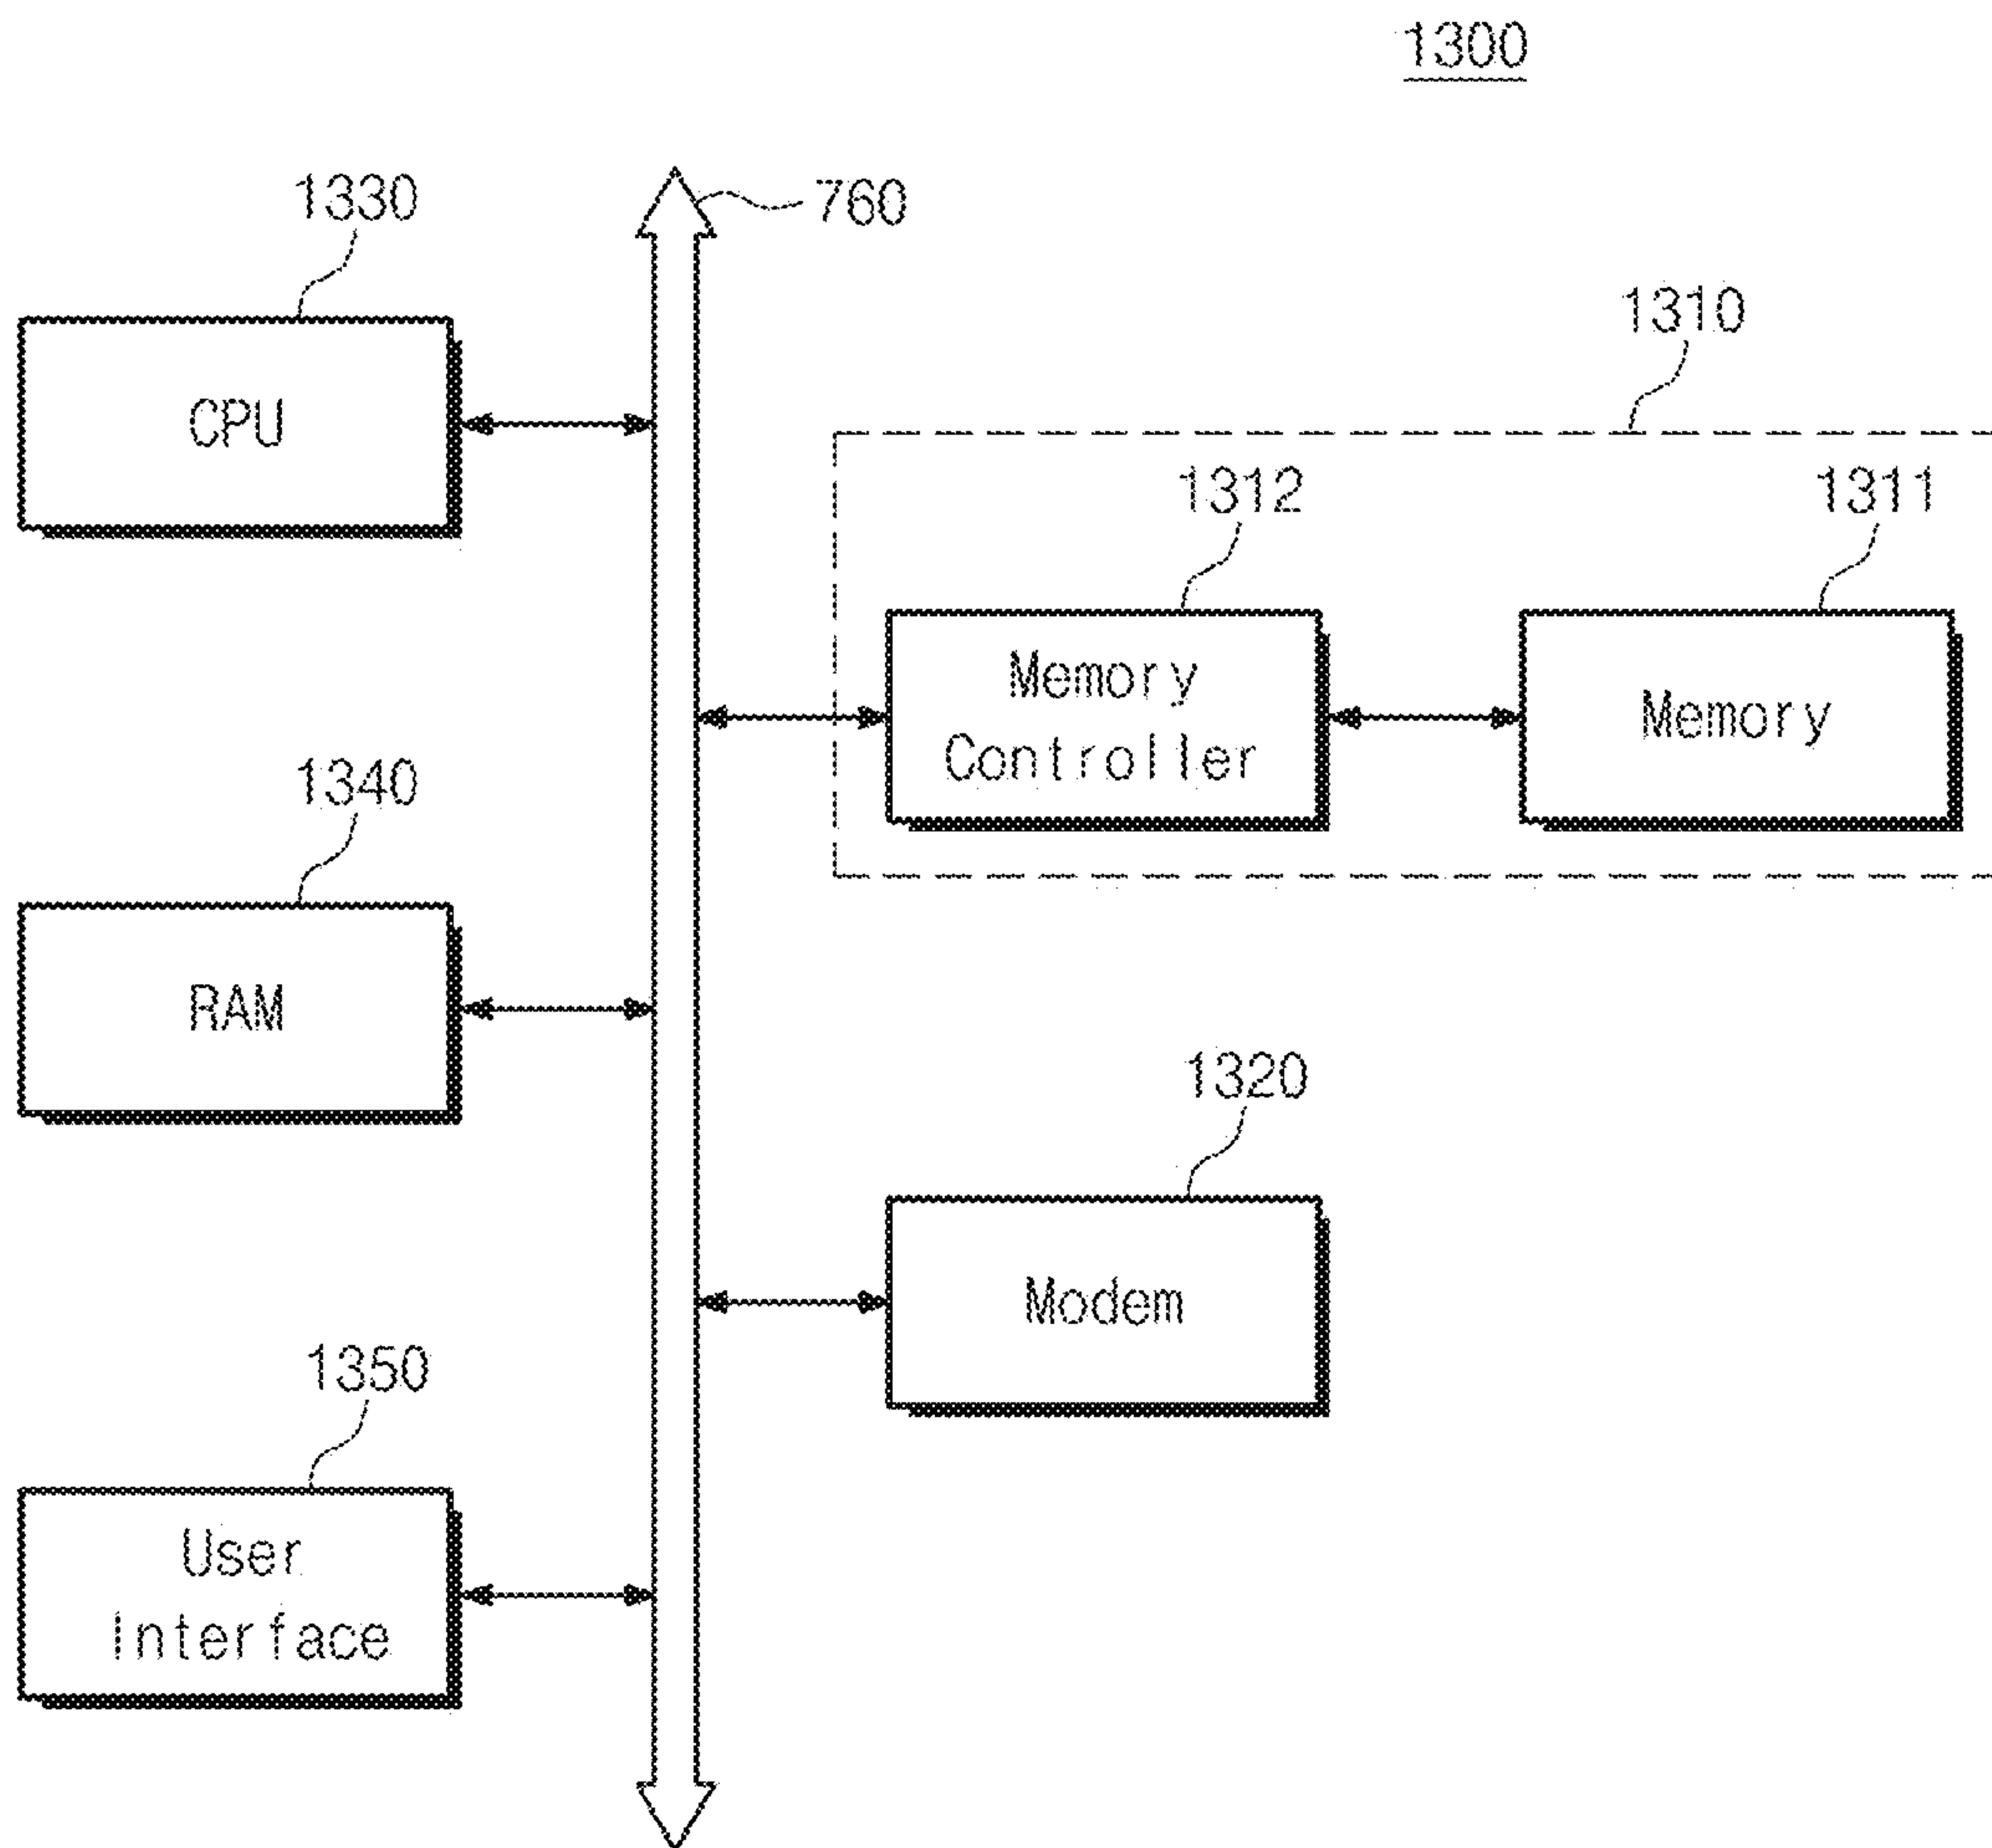 1300
1330
760
1310
CPU
1312
1311
Memory
Controller
Memory
1340
RAM
1320
Modem
1350
User
Interface